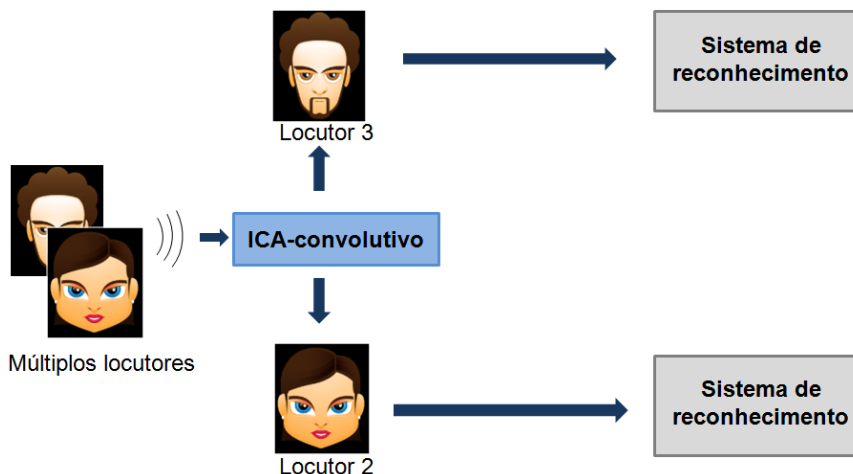 Sistema de
reconhecimento
Locutor 3
ICA-convolutivo
Múltiplos locutores
Sistema de
reconhecimento
Locutor 2